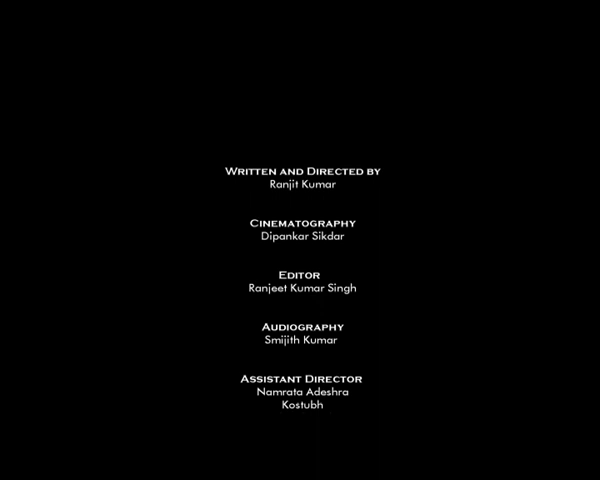 Written and Directed by
Ranjit Kumar
Cinematography
Dipankar Sikdar
Editor
Ranjeet Kumar Singh
Audiography
Smijith Kumar
Assistant Director
Namrata Adeshra
Kostubh